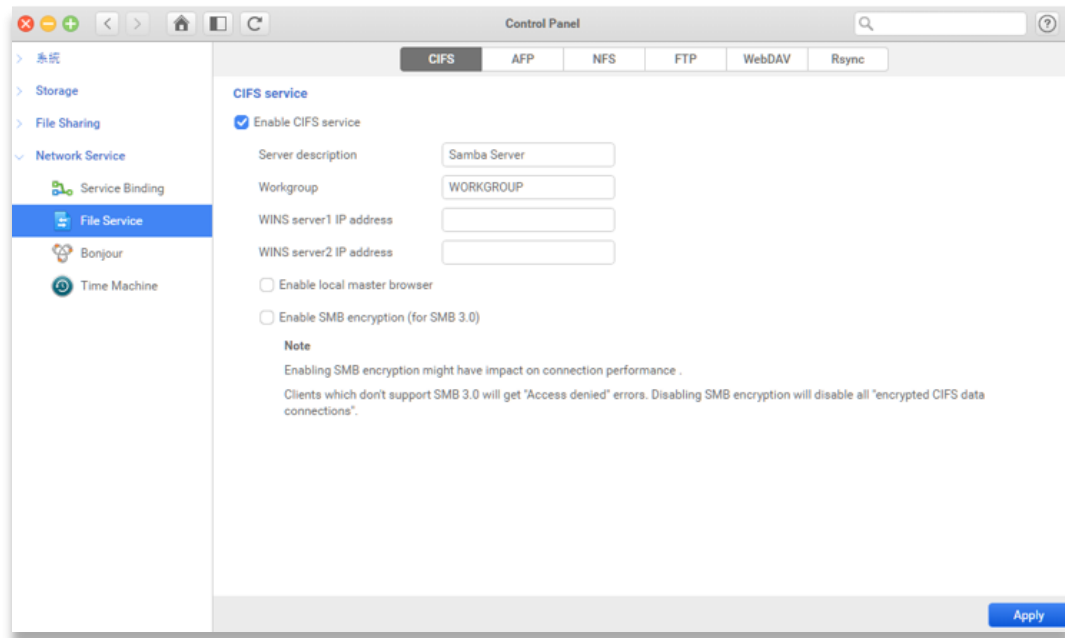 Control Panel
系統
Storage
File Sharing
Network Service
Service Binding
File Service
Bonjour
Time Machine
CIFS AFP NFS FTP WebDAV Rsync
CIFS service
Enable CIFS service
Server description Samba Server
Workgroup WORKGROUP
WINS server1 IP address
WINS server2 IP address
Enable local master browser
Enable SMB encryption (for SMB 3.0)
Note
Enabling SMB encryption might have impact on connection performance .
Clients which don't support SMB 3.0 will get "Access denied" errors. Disabling SMB encryption will disable all "encrypted CIFS data
connections".
Apply